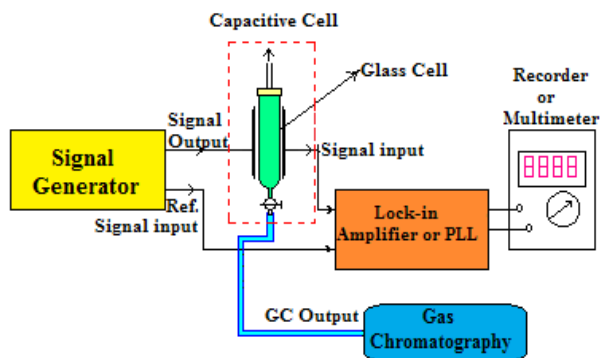 Capacitive Cell
Glass Cell
Recorder
or
Multimeter
Signal
Output
Signal
Generator
Signal input
Ref.
Signal input
Lock-in
Amplifier or PLL
8888
GC Output
Gas
Chromatography